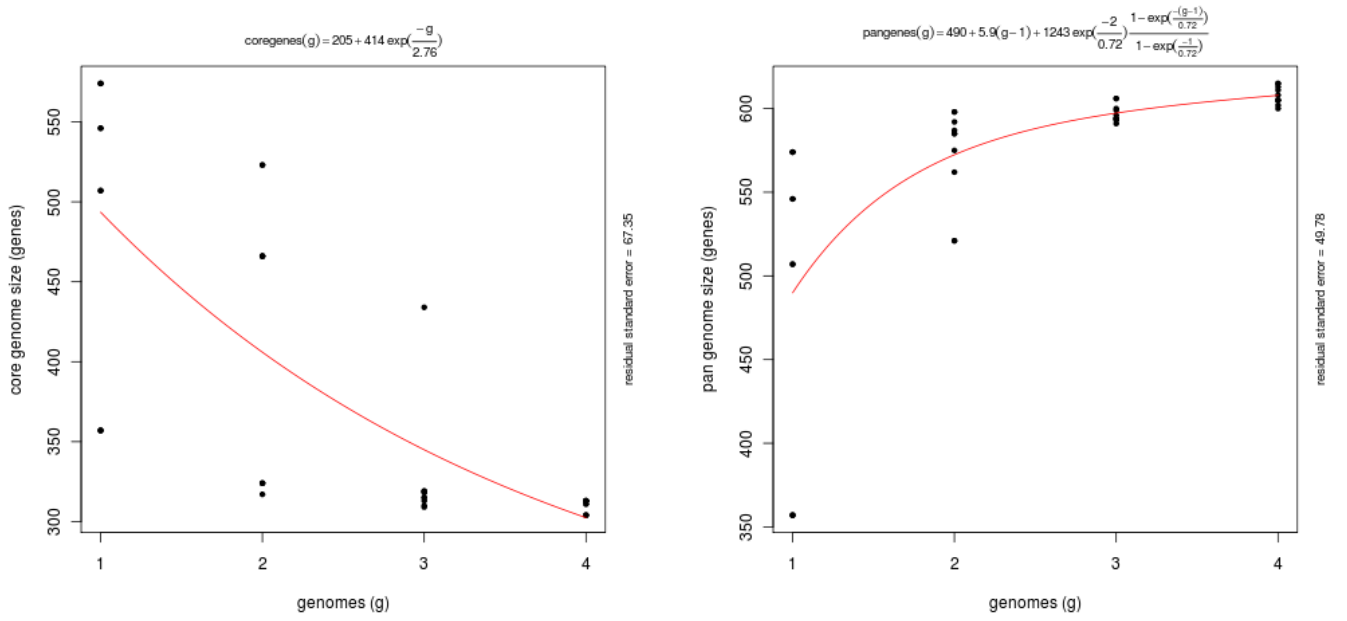 coregenes(g) = 205 + 414 exp(−g/2.76)
core genome size (genes)
550
500
450
400
350
300
1 2 3 4
genomes (g)
residual standard error = 67.35
pangenes(g) = 490 + 5.9(g − 1) + 1243 exp(−2/0.72) (1 − exp(−(g−1)/0.72))/(1 − exp(−1/0.72))
pan genome size (genes)
600
550
500
450
400
350
1 2 3 4
genomes (g)
residual standard error = 49.78